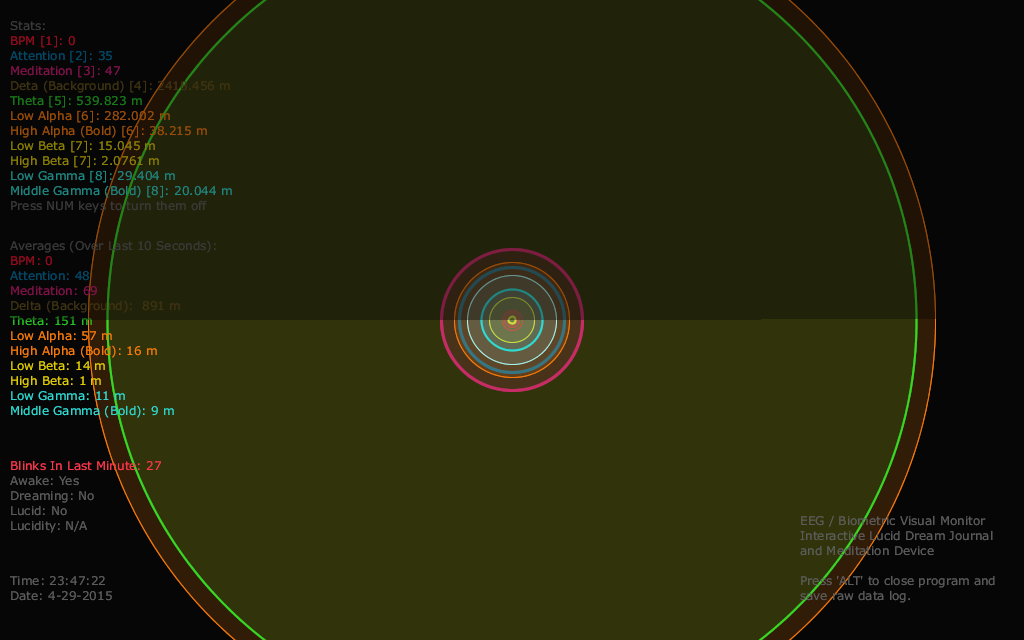 Stats:
BPM [1]: 0
Attention [2]: 35
Meditation [3]: 47
Deta (Background) [4]: 2418.456 m
Theta [5]: 539.823 m
Low Alpha [6]: 282.002 m
High Alpha (Bold) [6]: 38.215 m
Low Beta [7]: 15.045 m
High Beta [7]: 2.0761 m
Low Gamma [8]: 29.404 m
Middle Gamma (Bold) [8]: 20.044 m
Press NUM keys to turn them off
Averages (Over Last 10 Seconds):
BPM: 0
Attention: 48
Meditation: 69
Delta (Background): 891 m
Theta: 151 m
Low Alpha: 57 m
High Alpha (Bold): 16 m
Low Beta: 14 m
High Beta: 1 m
Low Gamma: 11 m
Middle Gamma (Bold): 9 m
Blinks In Last Minute: 27
Awake: Yes
Dreaming: No
Lucid: No
Lucidity: N/A
Time: 23:47:22
Date: 4-29-2015
EEG / Biometric Visual Monitor
Interactive Lucid Dream Journal
and Meditation Device
Press 'ALT' to close program and
save raw data log.